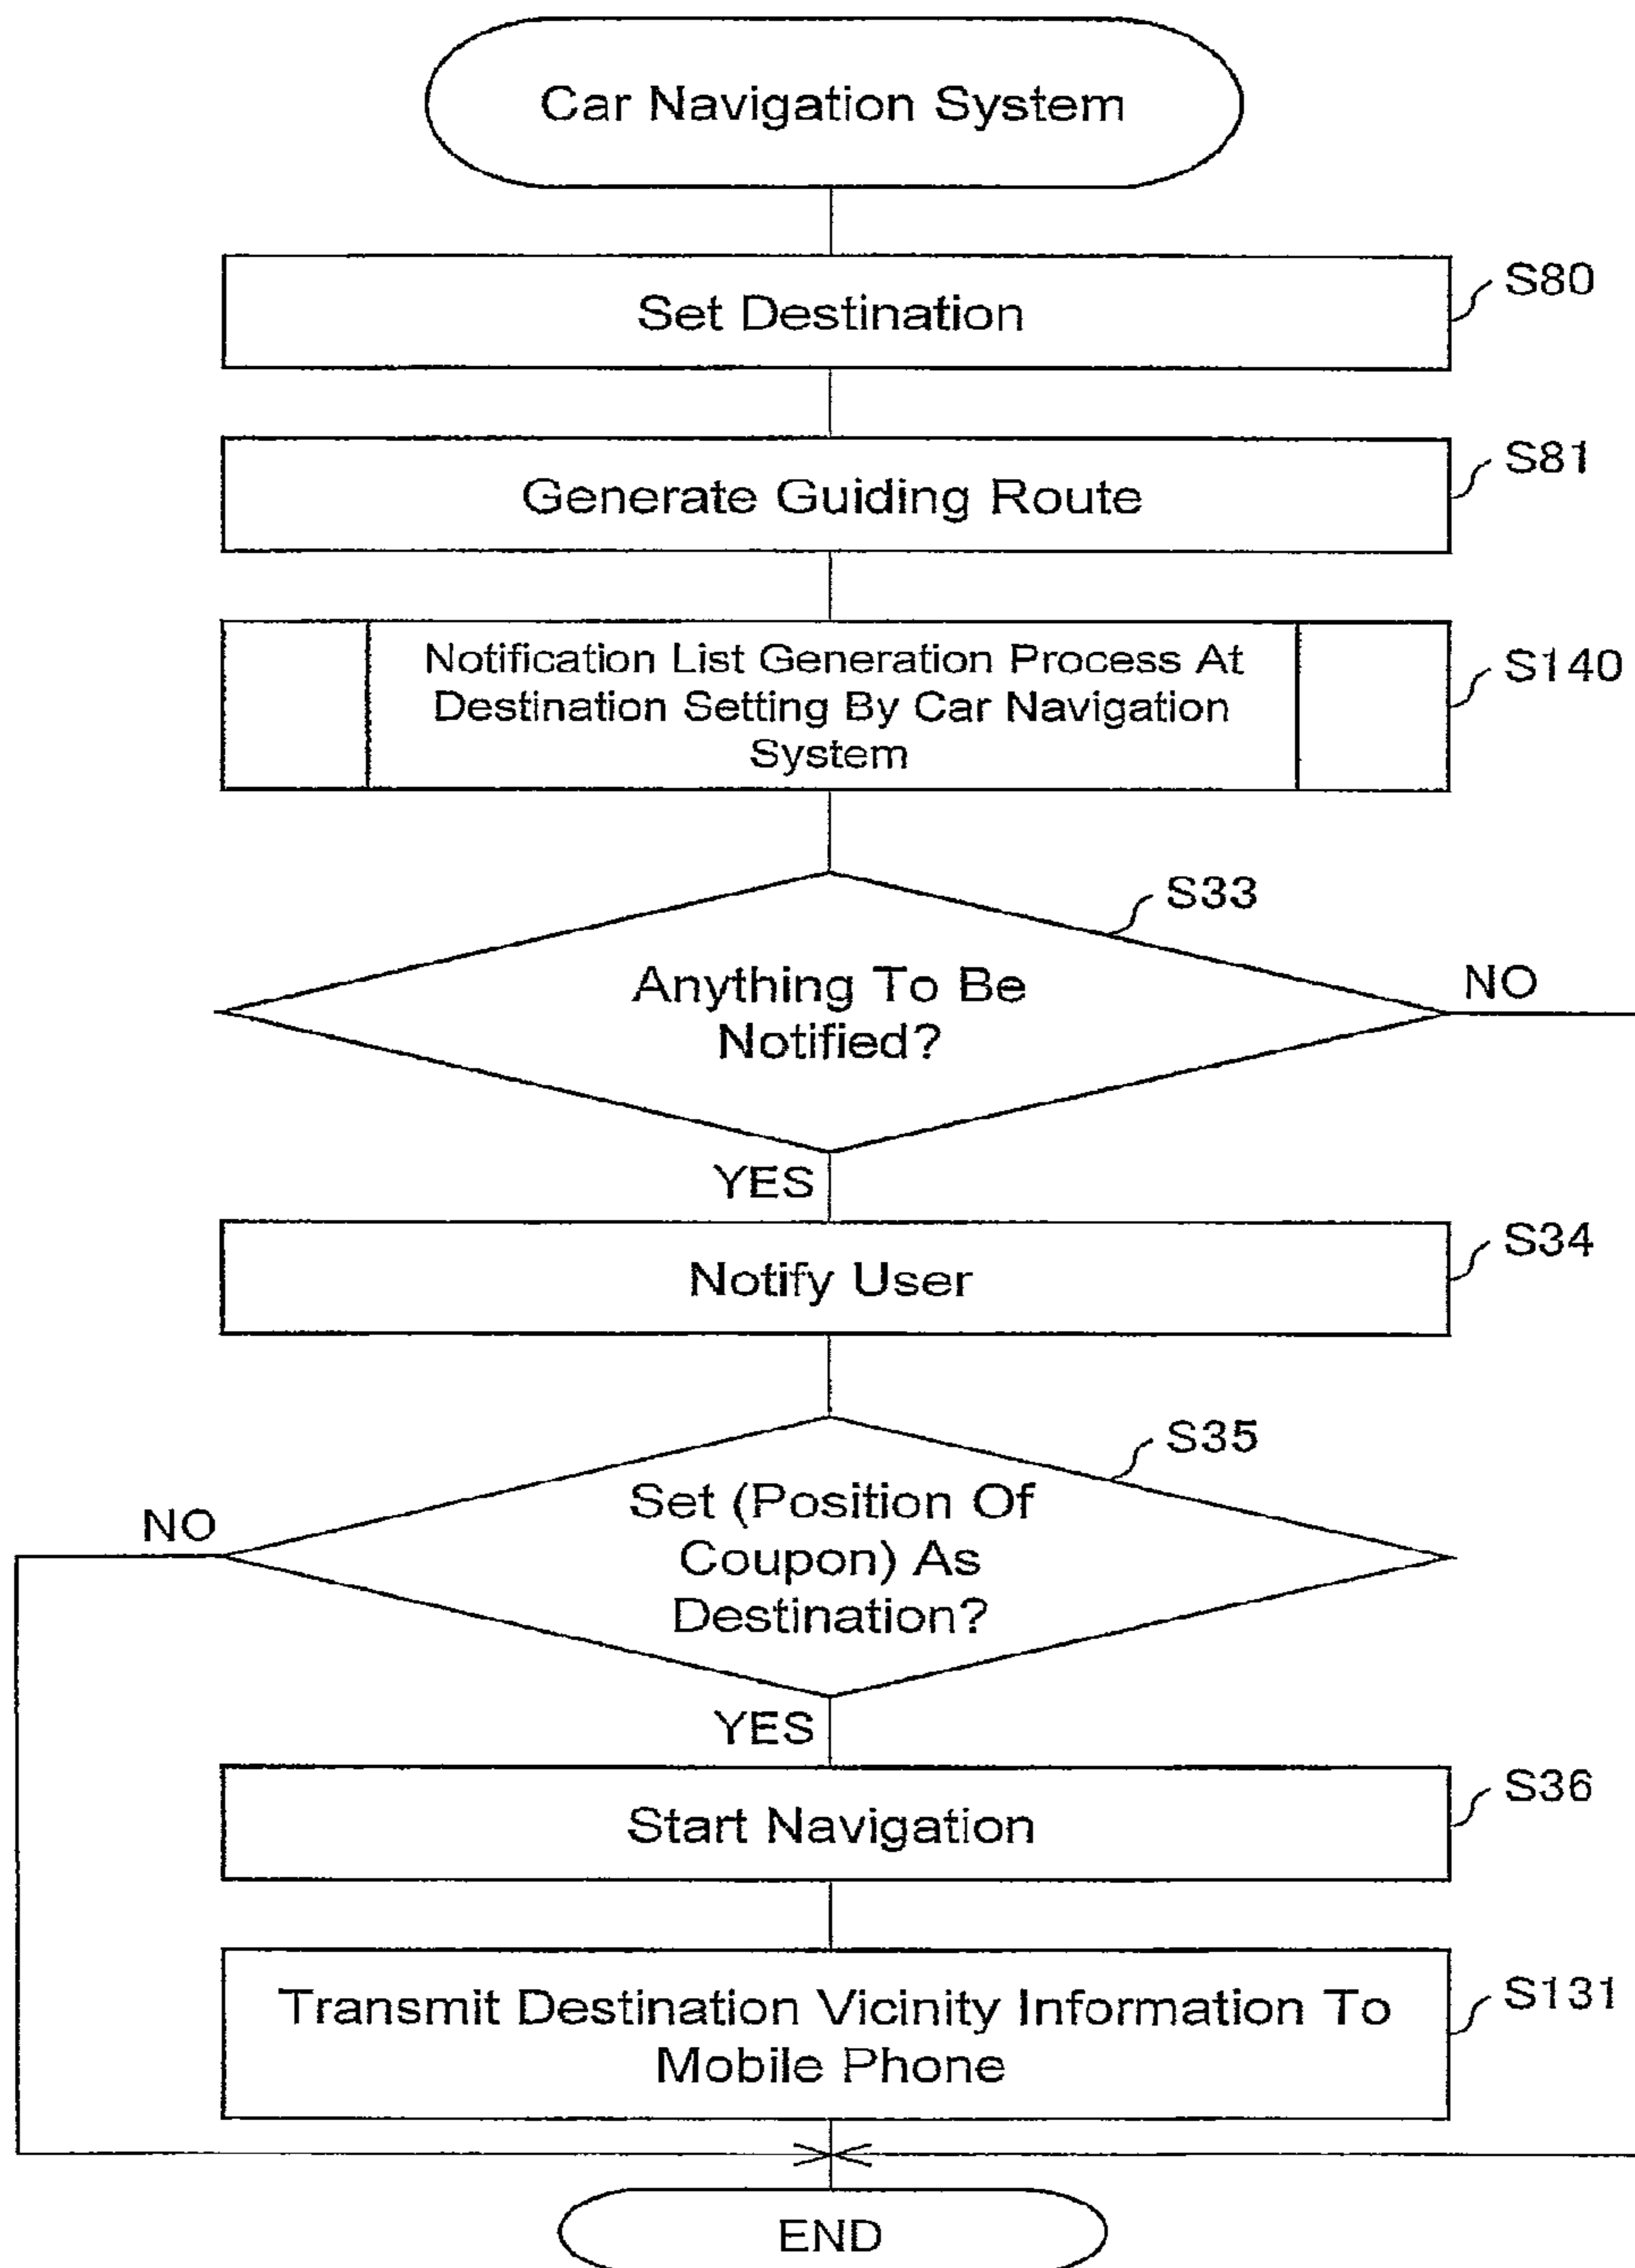 Car Navigation System
S80
Set Destination
S81
Generate Guiding Route
S140
Notification List Generation Process At
Destination Setting By Car Navigation
System
S33
Anything To Be
Notified?
NO
YES
S34
Notify User
S35
Set (Position Of
Coupon) As
Destination?
NO
YES
S36
Start Navigation
S131
Transmit Destination Vicinity Information To
Mobile Phone
END